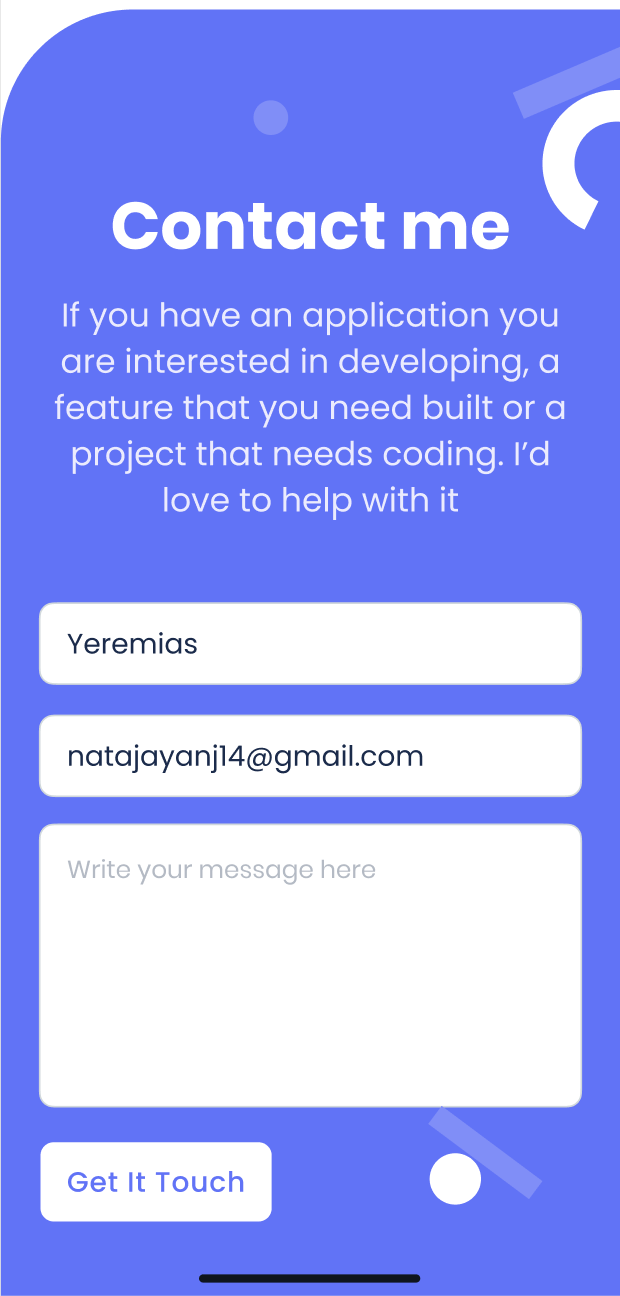 Contact me
If you have an application you
are interested in developing, a
feature that you need built or a
project that needs coding. I’d
love to help with it
Yeremias
natajayanj14@gmail.com
Write your message here
Get It Touch